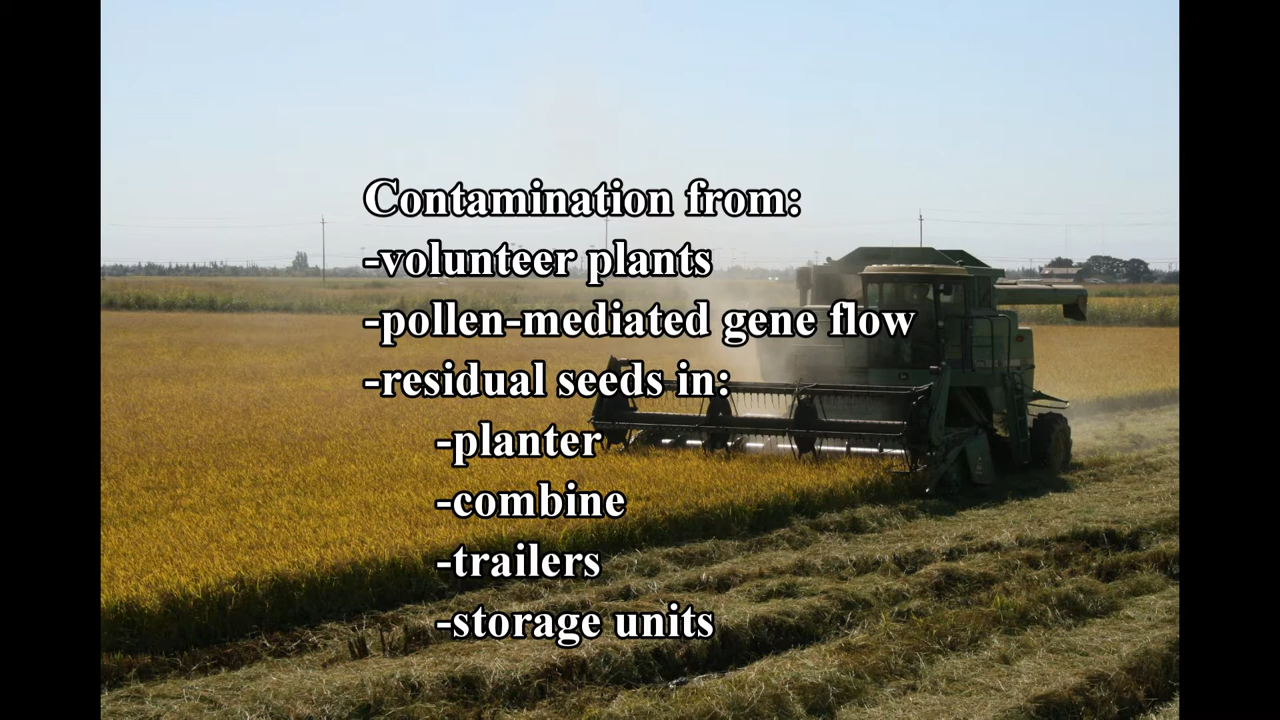 Contamination from:
-volunteer plants
-pollen-mediated gene flow
-residual seeds in:
-planter
-combine
-trailers
-storage units